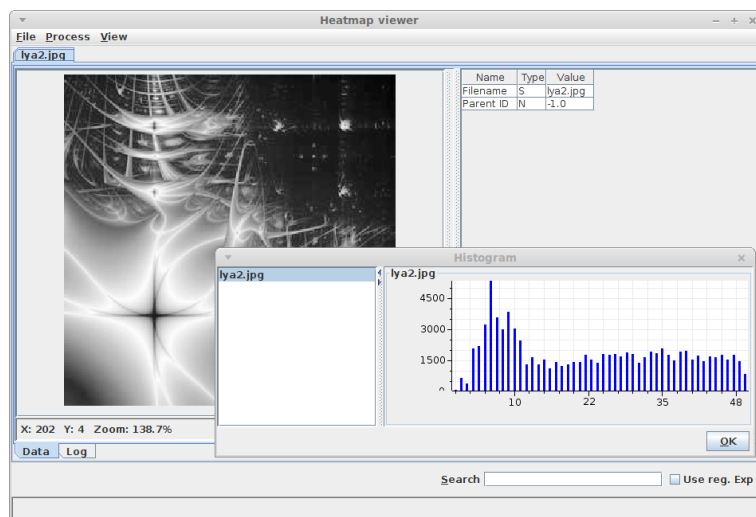 Heatmap viewer
File Process View
lya2.jpg
Name Type Value
Filename S lya2.jpg
Parent ID N -1.0
Histogram
lya2.jpg
lya2.jpg
4500
3000
1500
0
10 22 35 48
OK
X: 202 Y: 4 Zoom: 138.7%
Data Log
Search Use reg. Exp